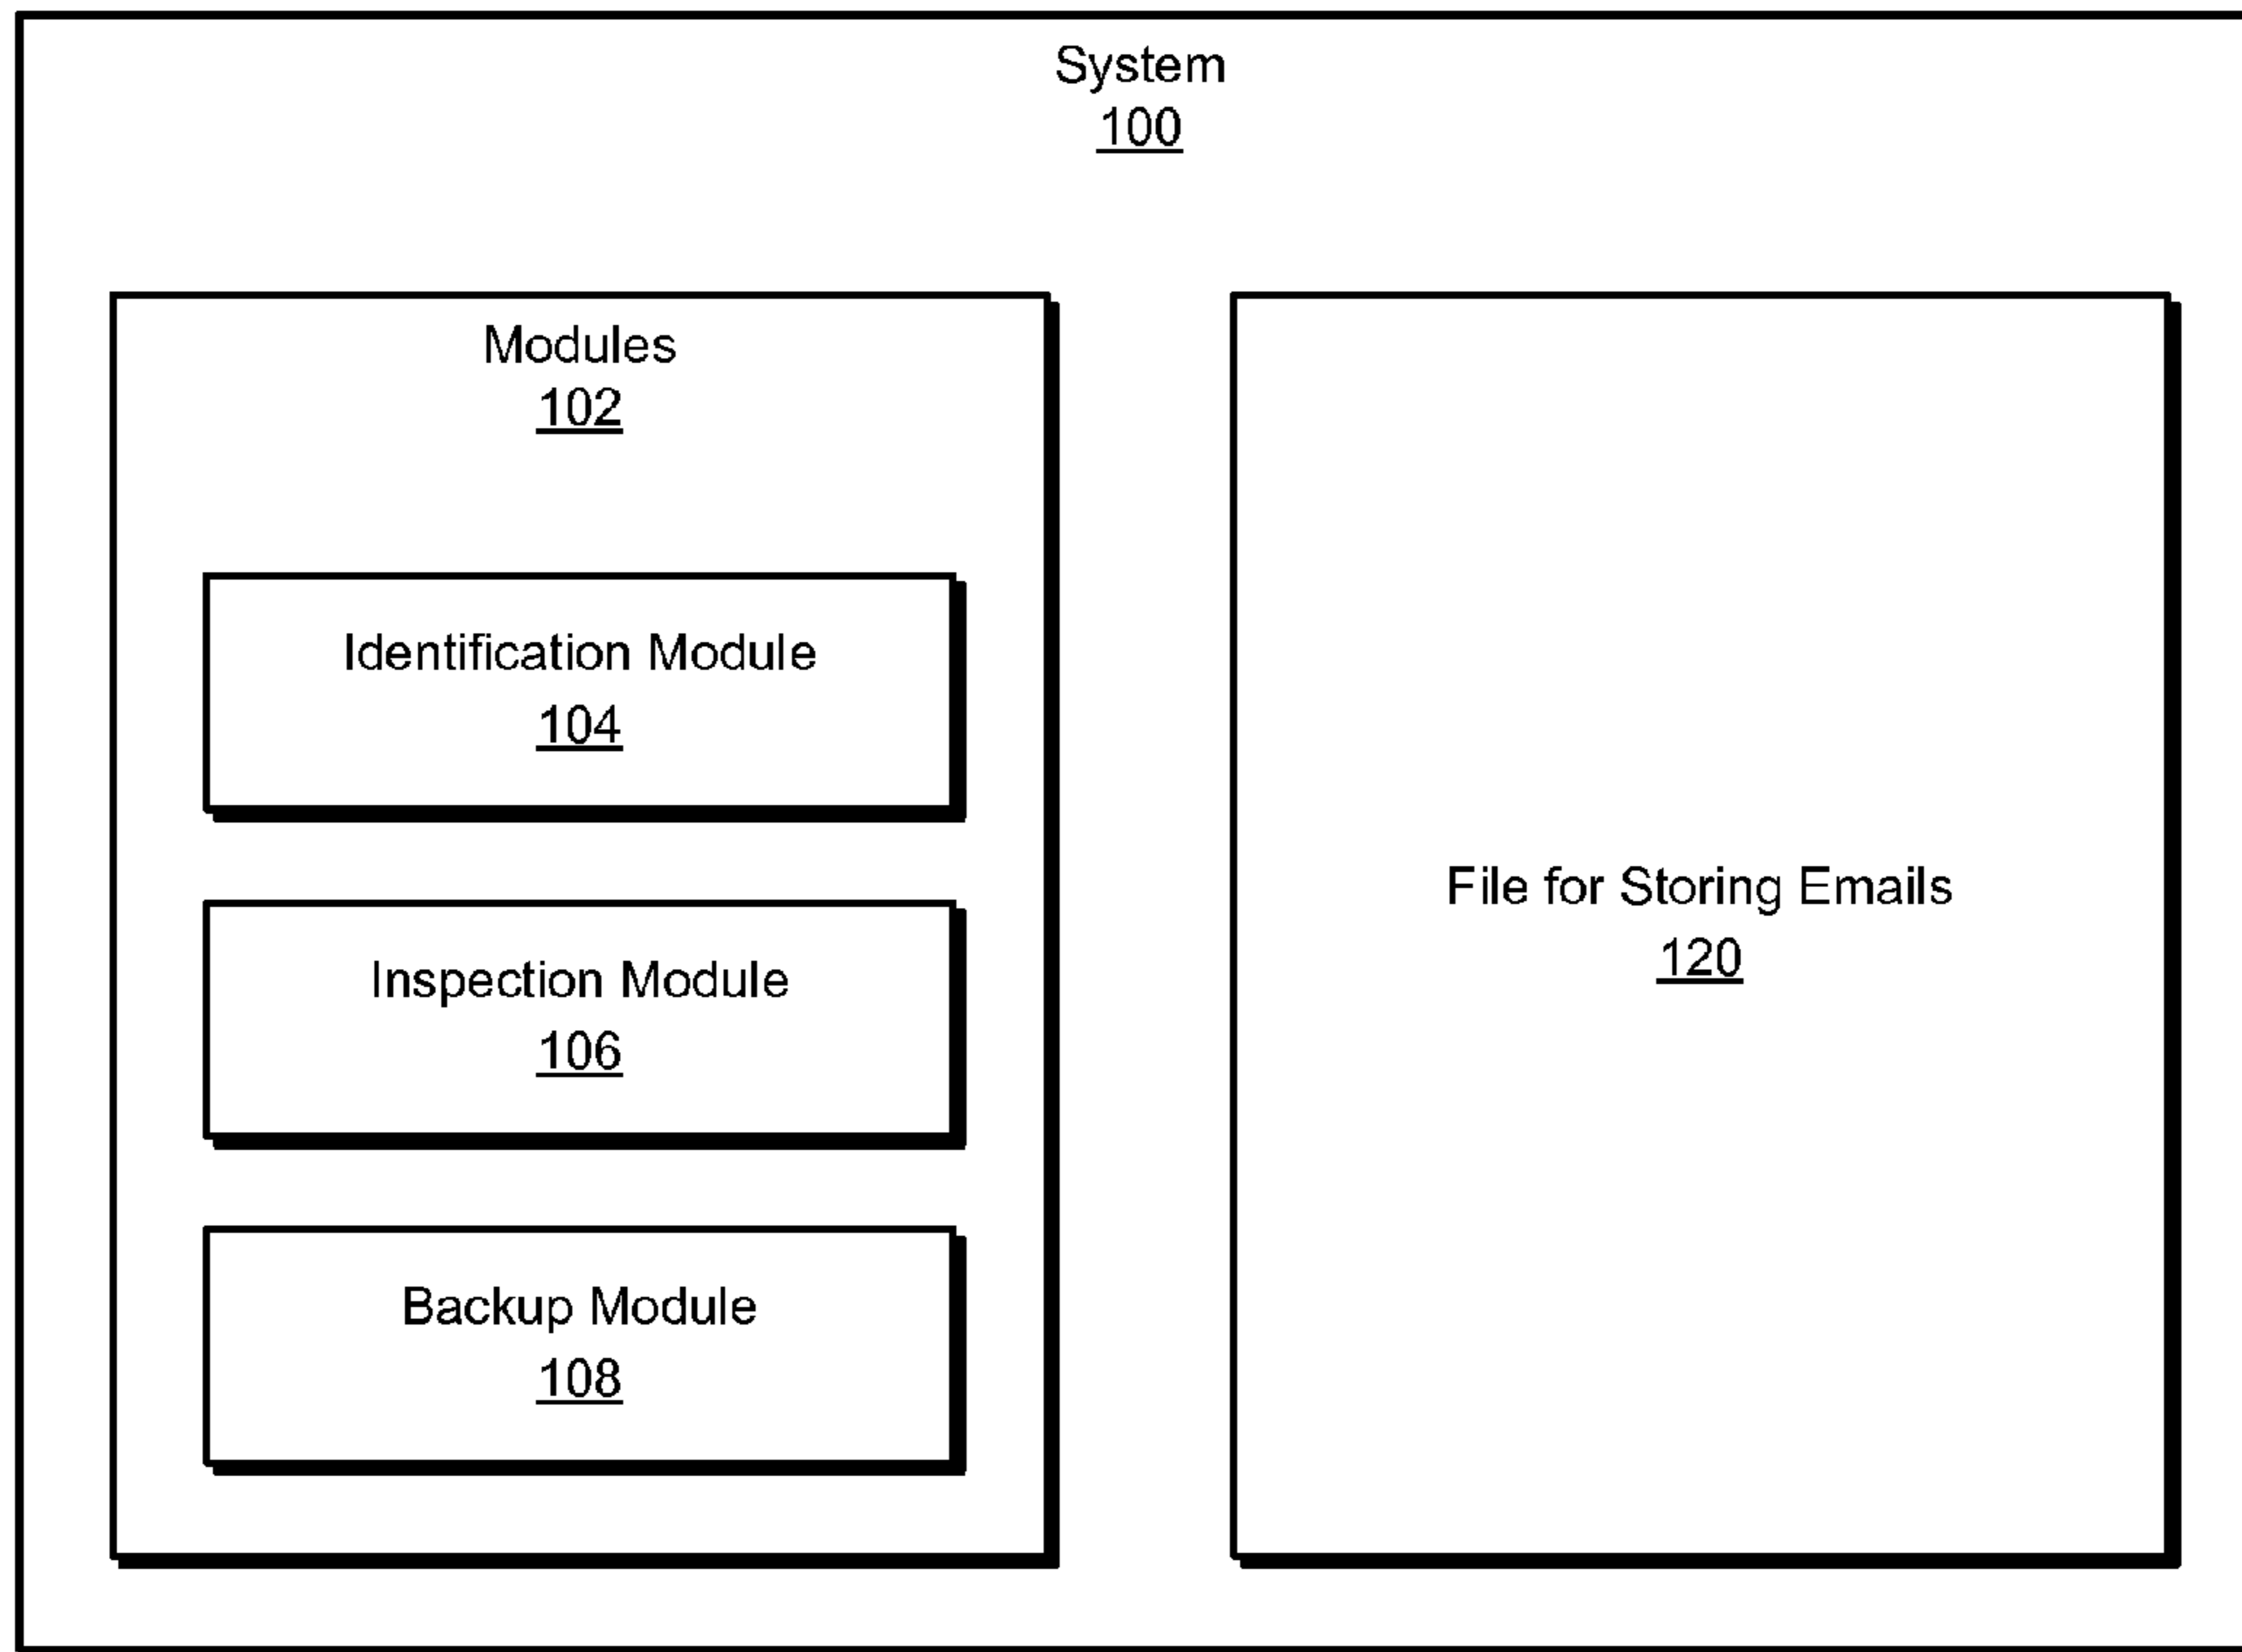 System
100
Modules
102
Identification Module
104
Inspection Module
106
Backup Module
108
File for Storing Emails
120